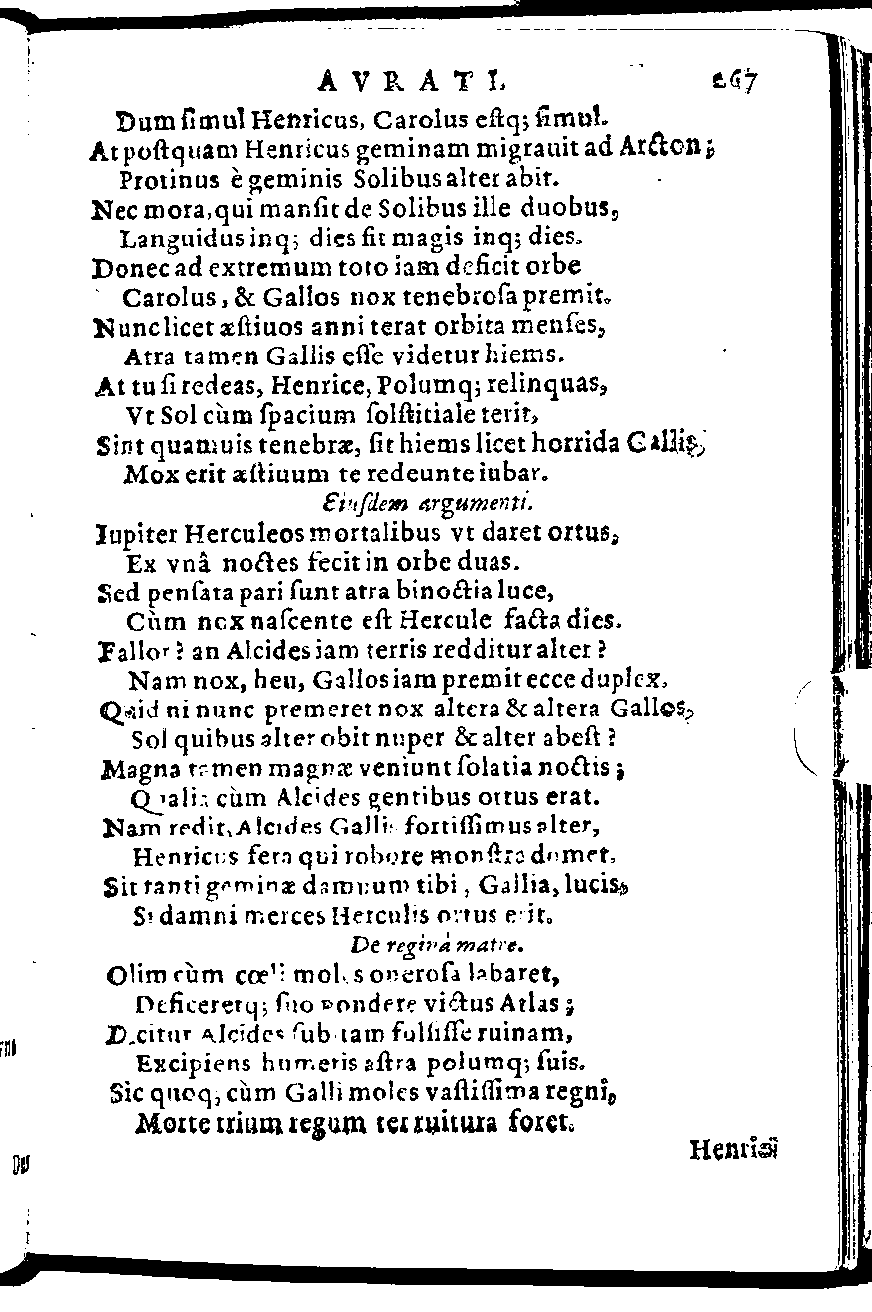 AVRATI. 267
Dum ſimul Henricus, Carolus eſtq; ſimul.
At poſtquam Henricus geminam migrauit ad Arcton;
Protinus è geminis Solibus alter abit.
Nec mora, qui manſit de Solibus ille duobus,
Languidus inq; dies fit magis inq; dies.
Donec ad extremum toto iam deficit orbe
Carolus, & Gallos nox tenebroſa premit.
Nunc licet æſtiuos anni terat orbita menſes,
Atra tamen Gallis eſſe videtur hiems.
At tu ſi redeas, Henrice, Polumq; relinquas,
Vt Sol cùm ſpacium ſolſtitiale terit,
Sint quamuis tenebræ, ſit hiems licet horrida Gallis,
Mox erit æſtiuum te redeunte iubar.
Eiuſdem argumenti.
Iupiter Herculeos mortalibus vt daret ortus,
Ex vnâ noctes fecit in orbe duas.
Sed penſata pari ſunt atra binoctia luce,
Cùm nox naſcente eſt Hercule facta dies.
Fallor? an Alcides iam terris redditur alter?
Nam nox, heu, Gallos iam premit ecce duplex.
Quid ni nunc premeret nox altera & altera Gallos,
Sol quibus alter obit nuper & alter abeſt?
Magna tamen magnæ veniunt ſolatia noctis;
Qualia cùm Alcides gentibus ortus erat.
Nam redit, Alcides Gallis fortiſſimus alter,
Henricus fera qui robore monſtra domet.
Sit tanti geminæ damnum tibi, Gallia, lucis,
Si damni merces Herculis ortus erit.
De reginâ matre.
Olim cùm cœli moles oneroſa labaret,
Deficeretq; ſuo pondere victus Atlas;
Dicitur Alcides ſubitam fulſiſſe ruinam,
Excipiens humeris aſtra polumq; ſuis.
Sic quoq; cùm Galli moles vaſtiſſima regni,
Morte trium regum ter ruitura foret.
Henrici